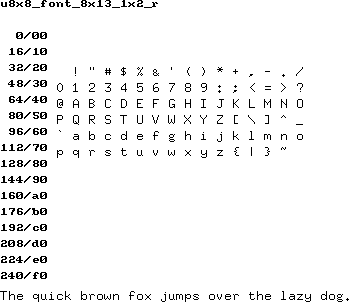 u8x8_font_8x13_1x2_r
0/00
16/10
32/20 ! " # $ % & ' ( ) * + , - . /
48/30 0 1 2 3 4 5 6 7 8 9 : ; < = > ?
64/40 @ A B C D E F G H I J K L M N O
80/50 P Q R S T U V W X Y Z [ \ ] ^ _
96/60 ` a b c d e f g h i j k l m n o
112/70 p q r s t u v w x y z { | } ~
128/80
144/90
160/a0
176/b0
192/c0
208/d0
224/e0
240/f0
The quick brown fox jumps over the lazy dog.